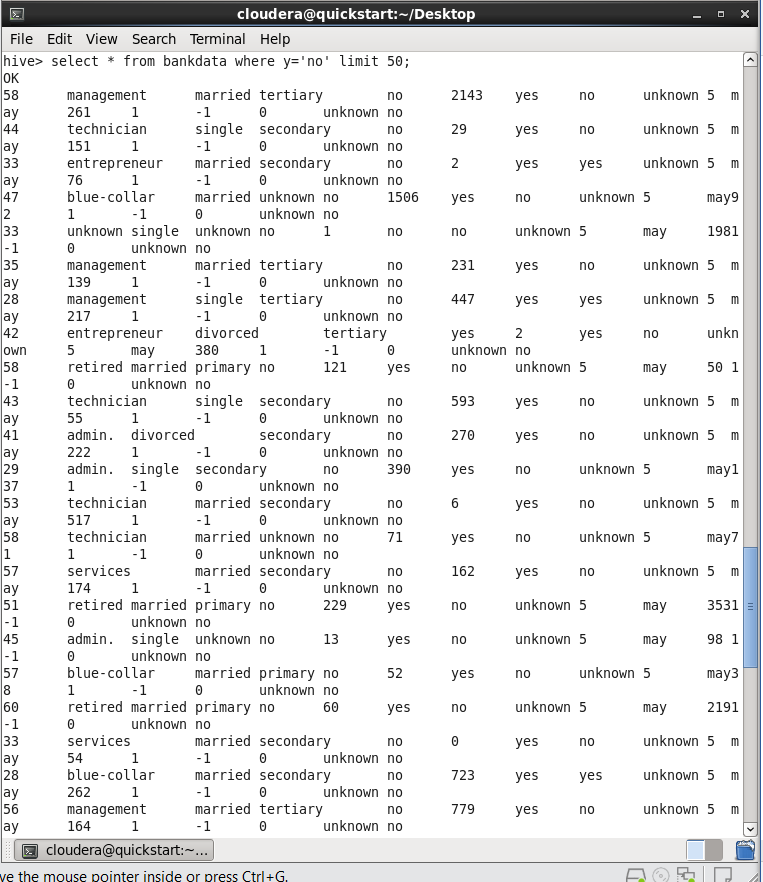 cloudera@quickstart:~/Desktop
File Edit View Search Terminal Help
hive> select * from bankdata where y='no' limit 50;
OK
58 management married tertiary no 2143 yes no unknown 5 m
ay 261 1 -1 0 unknown no
44 technician single secondary no 29 yes no unknown 5 m
ay 151 1 -1 0 unknown no
33 entrepreneur married secondary no 2 yes yes unknown 5 m
ay 76 1 -1 0 unknown no
47 blue-collar married unknown no 1506 yes no unknown 5 may9
2 1 -1 0 unknown no
33 unknown single unknown no 1 no no unknown 5 may 1981
-1 0 unknown no
35 management married tertiary no 231 yes no unknown 5 m
ay 139 1 -1 0 unknown no
28 management single tertiary no 447 yes yes unknown 5 m
ay 217 1 -1 0 unknown no
42 entrepreneur divorced tertiary yes 2 yes no unkn
own 5 may 380 1 -1 0 unknown no
58 retired married primary no 121 yes no unknown 5 may 50 1
-1 0 unknown no
43 technician single secondary no 593 yes no unknown 5 m
ay 55 1 -1 0 unknown no
41 admin. divorced secondary no 270 yes no unknown 5 m
ay 222 1 -1 0 unknown no
29 admin. single secondary no 390 yes no unknown 5 may1
37 1 -1 0 unknown no
53 technician married secondary no 6 yes no unknown 5 m
ay 517 1 -1 0 unknown no
58 technician married unknown no 71 yes no unknown 5 may7
1 1 -1 0 unknown no
57 services married secondary no 162 yes no unknown 5 m
ay 174 1 -1 0 unknown no
51 retired married primary no 229 yes no unknown 5 may 3531
-1 0 unknown no
45 admin. single unknown no 13 yes no unknown 5 may 98 1
-1 0 unknown no
57 blue-collar married primary no 52 yes no unknown 5 may3
8 1 -1 0 unknown no
60 retired married primary no 60 yes no unknown 5 may 2191
-1 0 unknown no
33 services married secondary no 0 yes no unknown 5 m
ay 54 1 -1 0 unknown no
28 blue-collar married secondary no 723 yes yes unknown 5 m
ay 262 1 -1 0 unknown no
56 management married tertiary no 779 yes no unknown 5 m
ay 164 1 -1 0 unknown no
cloudera@quickstart:~...
ve the mouse pointer inside or press Ctrl+G.